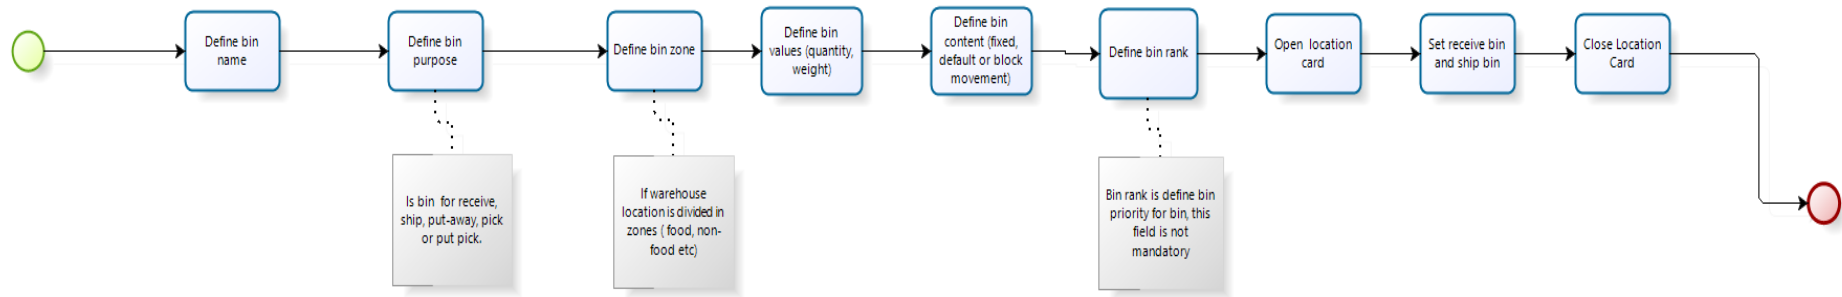 Define bin
name
Define bin
purpose
Define bin zone
Define bin
values (quantity,
weight)
Define bin
content (fixed,
default or block
movement)
Define bin rank
Open  location
card
Set receive bin
and ship bin
Close Location
Card
Is bin  for receive,
ship, put-away, pick
or put pick.
If warehouse
location is divided in
zones ( food, non-
food etc)
Bin rank is define bin
priority for bin, this
field is not
mandatory